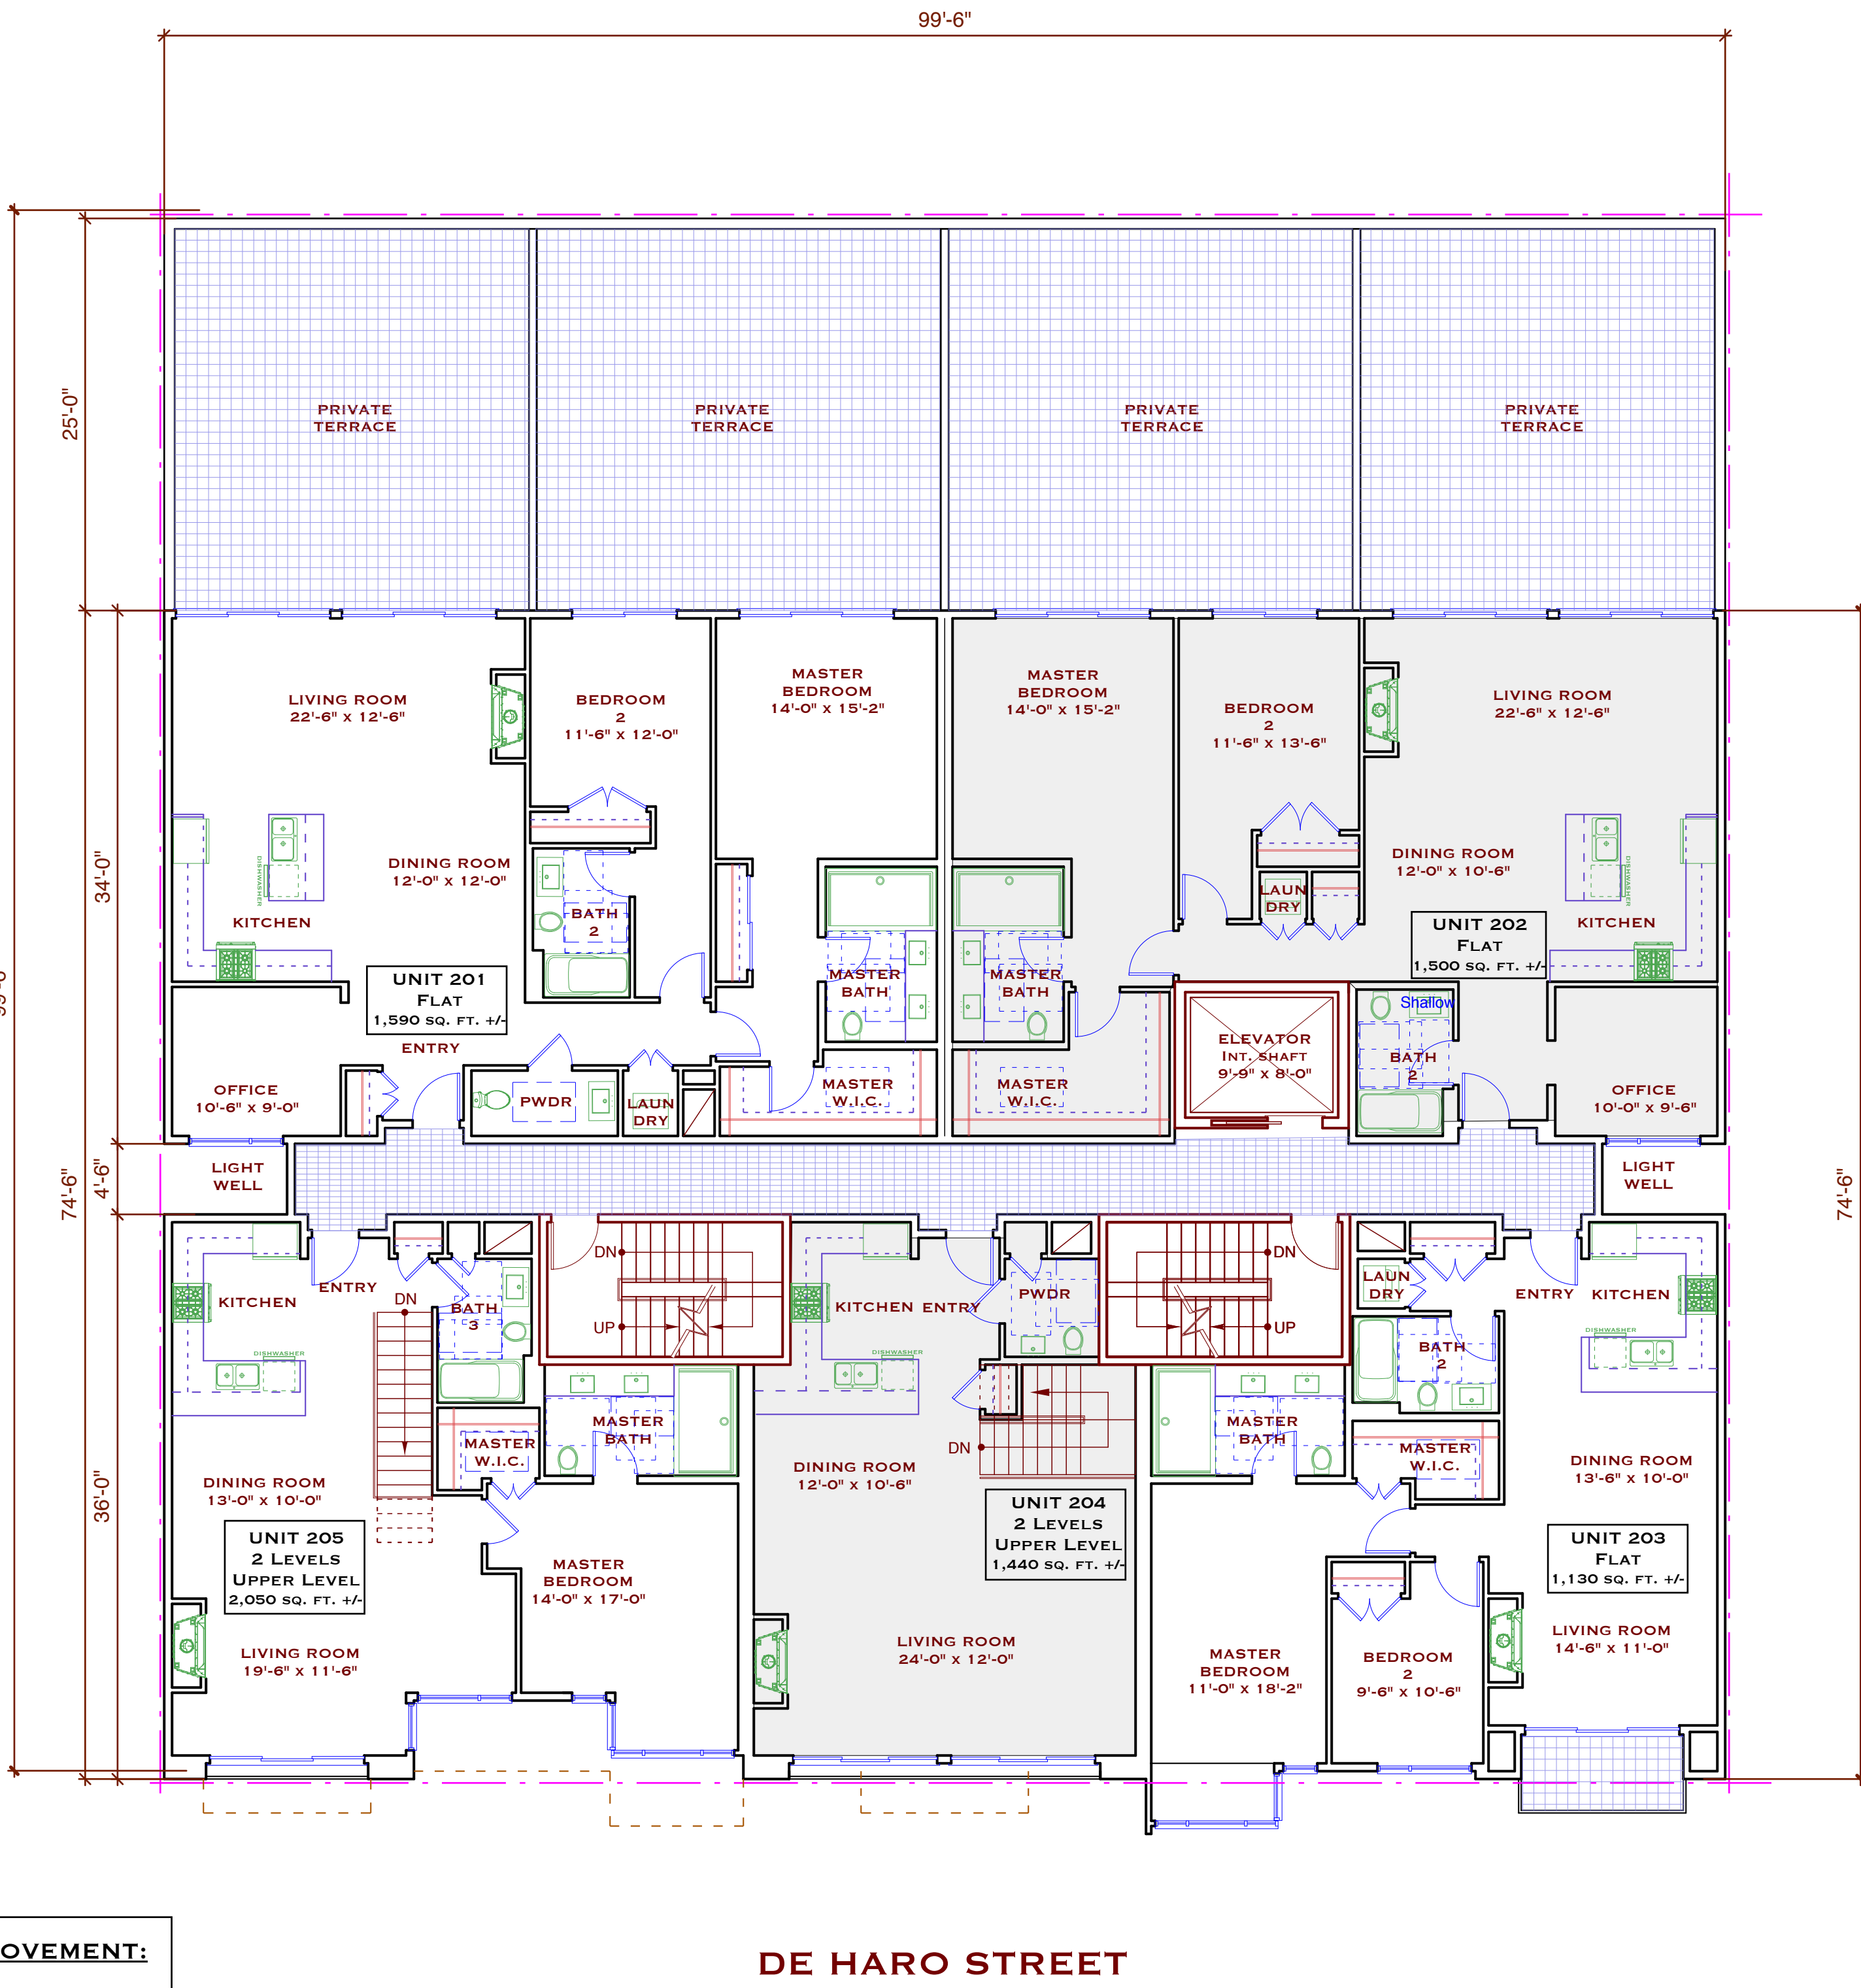 99'-6"
25'-0"
PRIVATE
TERRACE
PRIVATE
TERRACE
PRIVATE
TERRACE
PRIVATE
TERRACE
34'-0"
LIVING ROOM
22'-6" x 12'-6"
BEDROOM
2
11'-6" x 12'-0"
MASTER
BEDROOM
14'-0" x 15'-2"
MASTER
BEDROOM
14'-0" x 15'-2"
BEDROOM
2
11'-6" x 13'-6"
LIVING ROOM
22'-6" x 12'-6"
DINING ROOM
12'-0" x 12'-0"
DISHWASHER
KITCHEN
BATH
2
LAUN
DRY
DINING ROOM
12'-0" x 10'-6"
DISHWASHER
KITCHEN
UNIT 201
FLAT
1,590 SQ. FT. +/-
MASTER
BATH
MASTER
BATH
UNIT 202
FLAT
1,500 SQ. FT. +/-
Shallow
ENTRY
ELEVATOR
INT. SHAFT
9'-9" x 8'-0"
BATH
2
OFFICE
10'-6" x 9'-0"
PWDR
LAUN
DRY
MASTER
W.I.C.
MASTER
W.I.C.
OFFICE
10'-0" x 9'-6"
74'-6"
4'-6"
LIGHT
WELL
LIGHT
WELL
74'-6"
KITCHEN
ENTRY
DN
BATH
3
DN
UP
KITCHEN
ENTRY
PWDR
DN
UP
LAUN
DRY
ENTRY
KITCHEN
DISHWASHER
DISHWASHER
DISHWASHER
BATH
2
MASTER
W.I.C.
MASTER
BATH
DN
MASTER
BATH
MASTER
W.I.C.
36'-0"
DINING ROOM
13'-0" x 10'-0"
DINING ROOM
12'-0" x 10'-6"
DINING ROOM
13'-6" x 10'-0"
UNIT 205
2 LEVELS
UPPER LEVEL
2,050 SQ. FT. +/-
MASTER
BEDROOM
14'-0" x 17'-0"
UNIT 204
2 LEVELS
UPPER LEVEL
1,440 SQ. FT. +/-
UNIT 203
FLAT
1,130 SQ. FT. +/-
LIVING ROOM
19'-6" x 11'-6"
LIVING ROOM
24'-0" x 12'-0"
MASTER
BEDROOM
11'-0" x 18'-2"
BEDROOM
2
9'-6" x 10'-6"
LIVING ROOM
14'-6" x 11'-0"
OVEMENT:
DE HARO STREET